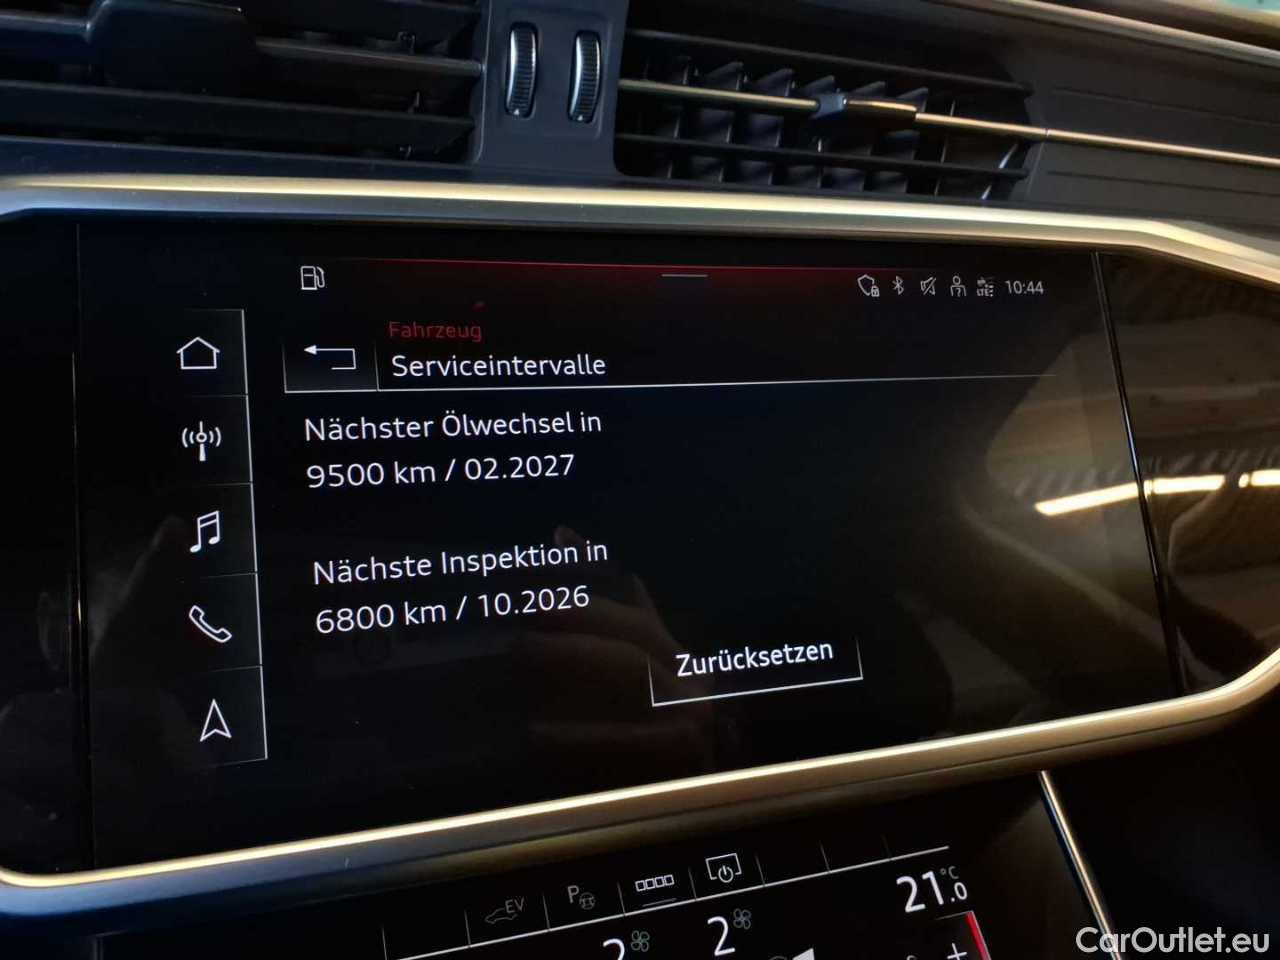 10:44
Fahrzeug
Serviceintervalle
Nächster Ölwechsel in
9500 km / 02.2027
Nächste Inspektion in
6800 km / 10.2026
Zurücksetzen
EV
P
2
2
21.0 °C
+
CarOutlet.eu